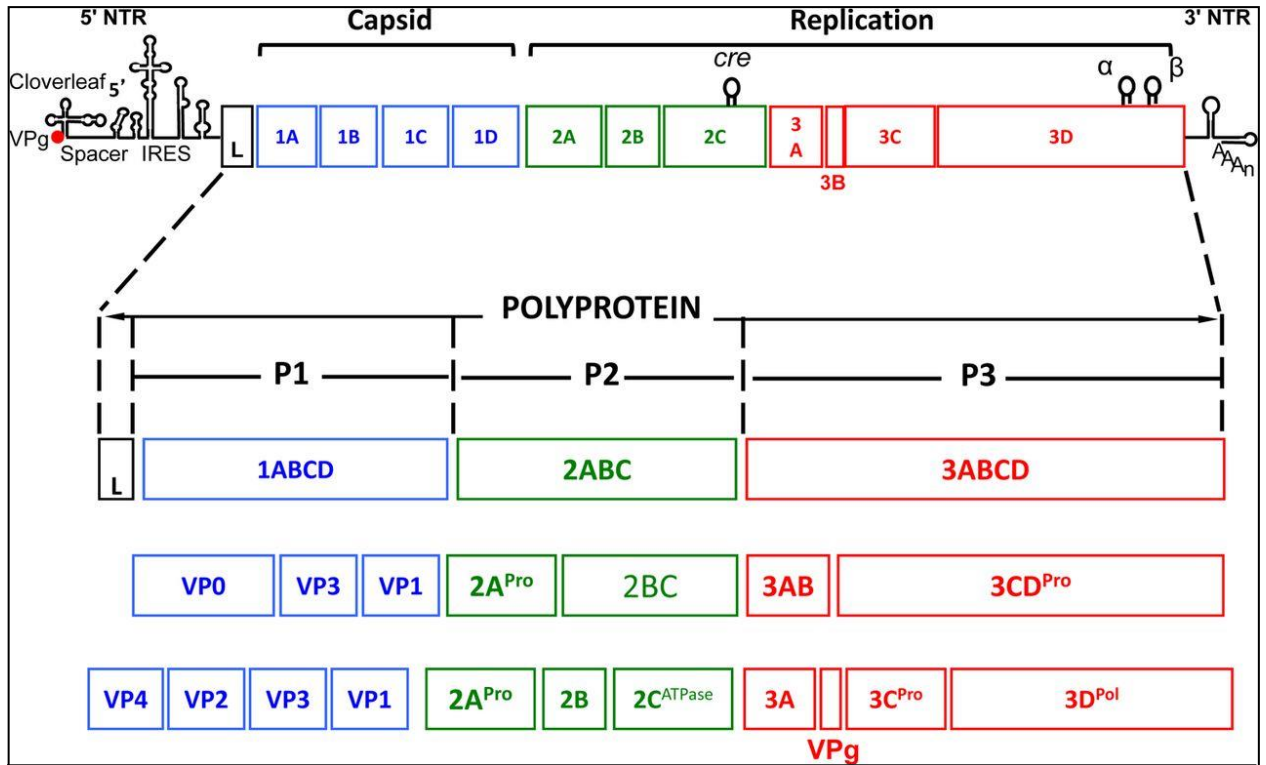 5' NTR Capsid Replication 3' NTR
cre
α β
Cloverleaf 5'
VPg Spacer IRES
L 1A 1B 1C 1D 2A 2B 2C 3 A 3C 3D
3B
AAAn
POLYPROTEIN
P1 P2 P3
L 1ABCD 2ABC 3ABCD
VP0 VP3 VP1 2APro 2BC 3AB 3CDPro
VP4 VP2 VP3 VP1 2APro 2B 2CATPase 3A 3CPro 3DPol
VPg